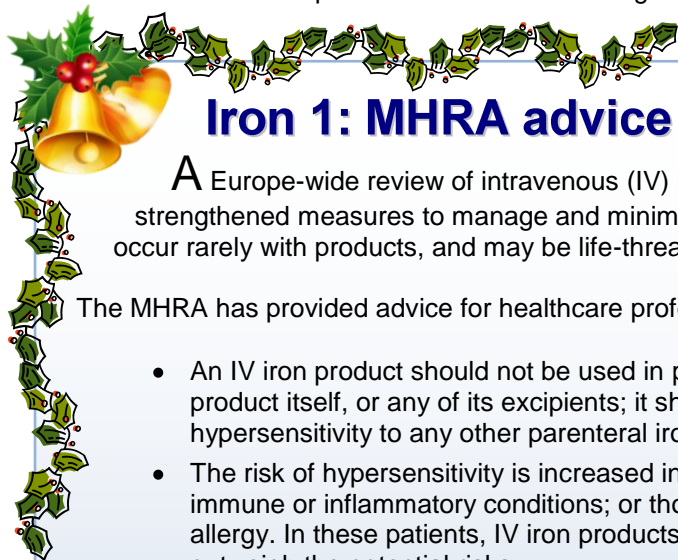 Iron 1: MHRA advice
A Europe-wide review of intravenous (IV)
strengthened measures to manage and minim
occur rarely with products, and may be life-threa
The MHRA has provided advice for healthcare prof
• An IV iron product should not be used in p
product itself, or any of its excipients; it sh
hypersensitivity to any other parenteral iro
• The risk of hypersensitivity is increased in
immune or inflammatory conditions; or tho
allergy. In these patients, IV iron products